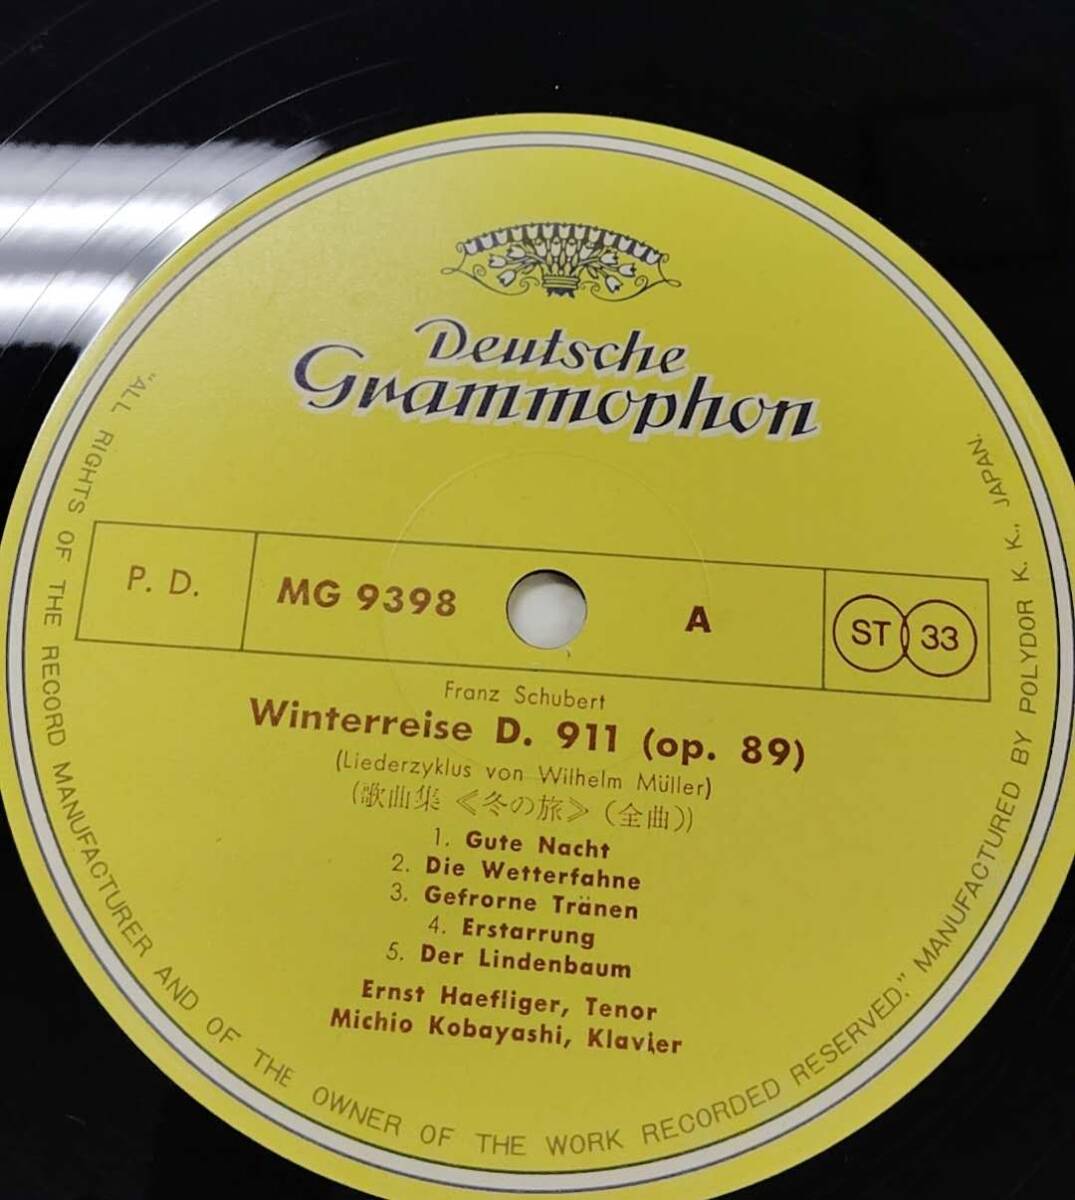 Deutsche
Grammophon
P. D.
MG 9398
A
ST 33
Franz Schubert
Winterreise D. 911 (op. 89)
(Liederzyklus von Wilhelm Müller)
(歌曲集 《冬の旅》 (全曲))
1. Gute Nacht
2. Die Wetterfahne
3. Gefrorne Tränen
4. Erstarrung
5. Der Lindenbaum
Ernst Haefliger, Tenor
Michio Kobayashi, Klavier
"ALL RIGHTS OF THE RECORD MANUFACTURER AND OF THE OWNER OF THE WORK RECORDED RESERVED." MANUFACTURED BY POLYDOR K. K., JAPAN.